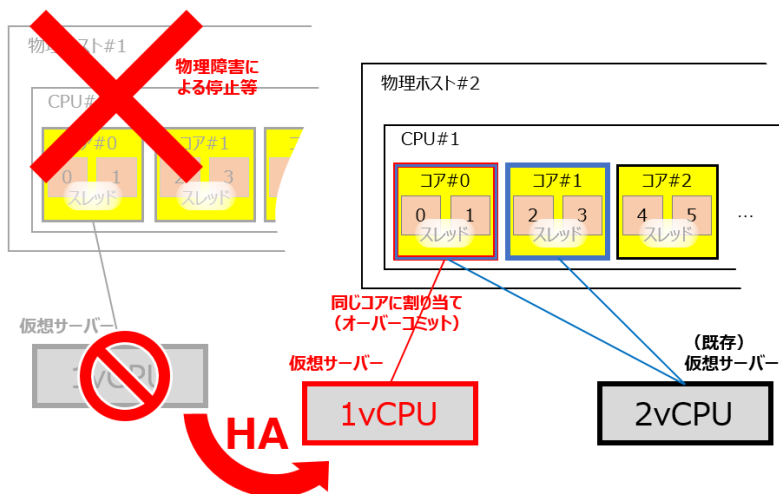 物理ホスト#1
物理障害に
よる停止等
CPU#
コア#0
コア#1
0
1
3
スレッド
スレッド
仮想サーバー
1vCPU
HA
物理ホスト#2
CPU#1
コア#0
コア#1
コア#2
0
1
2
3
4
5
...
スレッド
スレッド
スレッド
同じコアに割り当て
（オーバーコミット）
仮想サーバー
1vCPU
（既存）
仮想サーバー
2vCPU